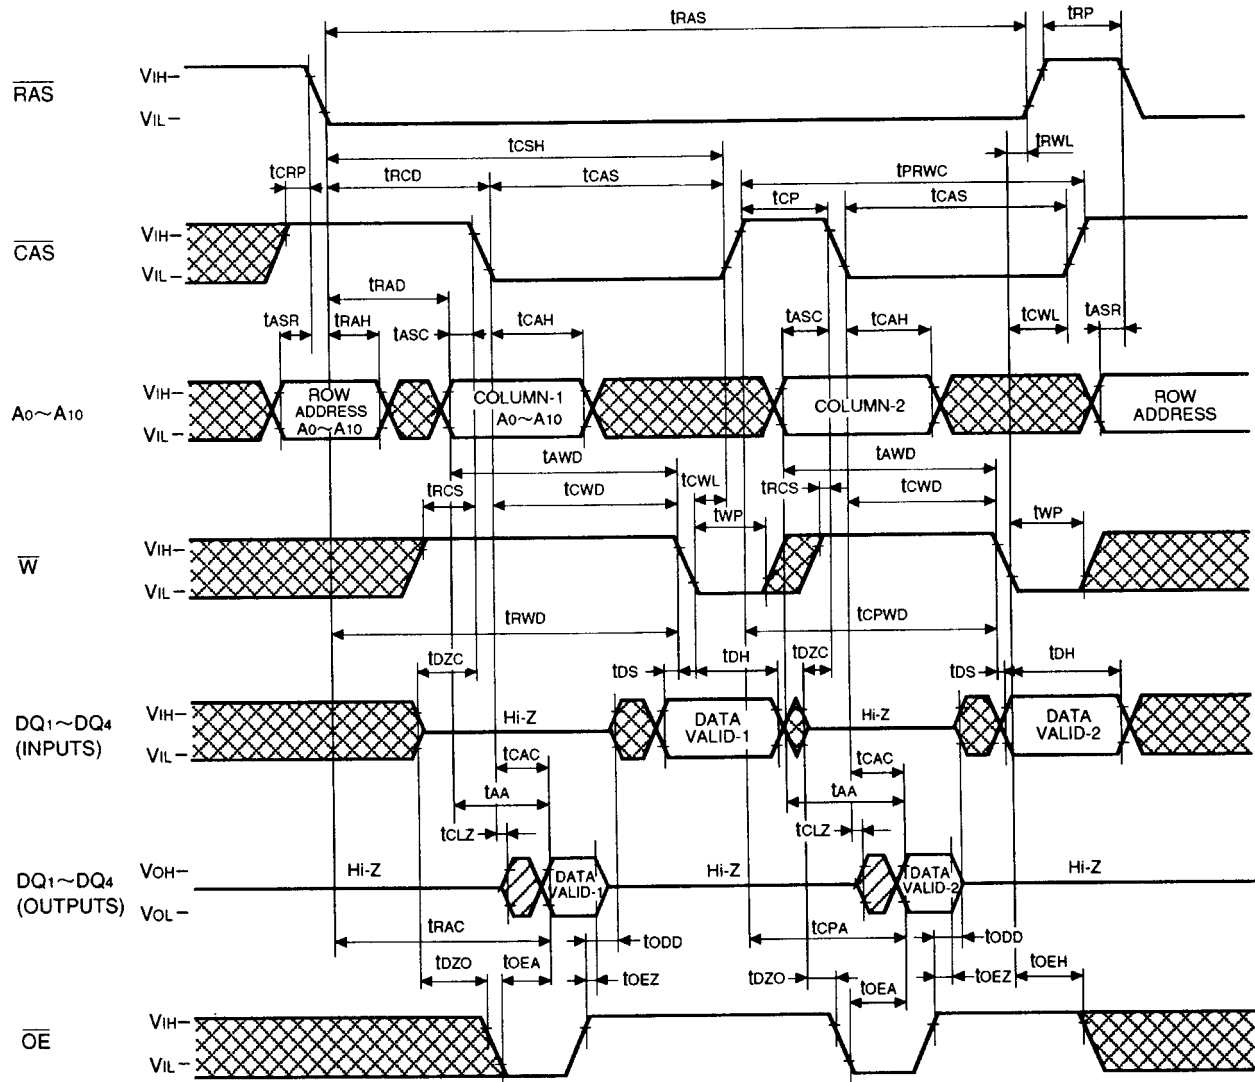 tRAS
tRP
RAS
VIH
VIL
tCSH
tRWL
tCRP
tRCD
tCAS
tPRWC
tCP
tCAS
CAS
VIH
VIL
tRAD
tASR
tRAH
tASC
tCAH
tASC
tCAH
tCWL
tASR
A0~A10
VIH
VIL
ROW ADDRESS A0~A10
COLUMN-1 A0~A10
COLUMN-2
ROW ADDRESS
tAWD
tAWD
tRCS
tCWD
tCWL
tRCS
tCWD
tWP
tWP
W
VIH
VIL
tRWD
tCPWD
tDZC
tDS
tDH
tDZC
tDS
tDH
DQ1~DQ4 (INPUTS)
VIH
VIL
Hi-Z
DATA VALID-1
Hi-Z
DATA VALID-2
tCAC
tCAC
tAA
tAA
tCLZ
tCLZ
DQ1~DQ4 (OUTPUTS)
VOH
VOL
Hi-Z
DATA VALID-1
Hi-Z
DATA VALID-2
Hi-Z
tRAC
tODD
tCPA
tODD
tDZO
tOEA
tOEZ
tDZO
tOEA
tOEZ
tOEH
OE
VIH
VIL